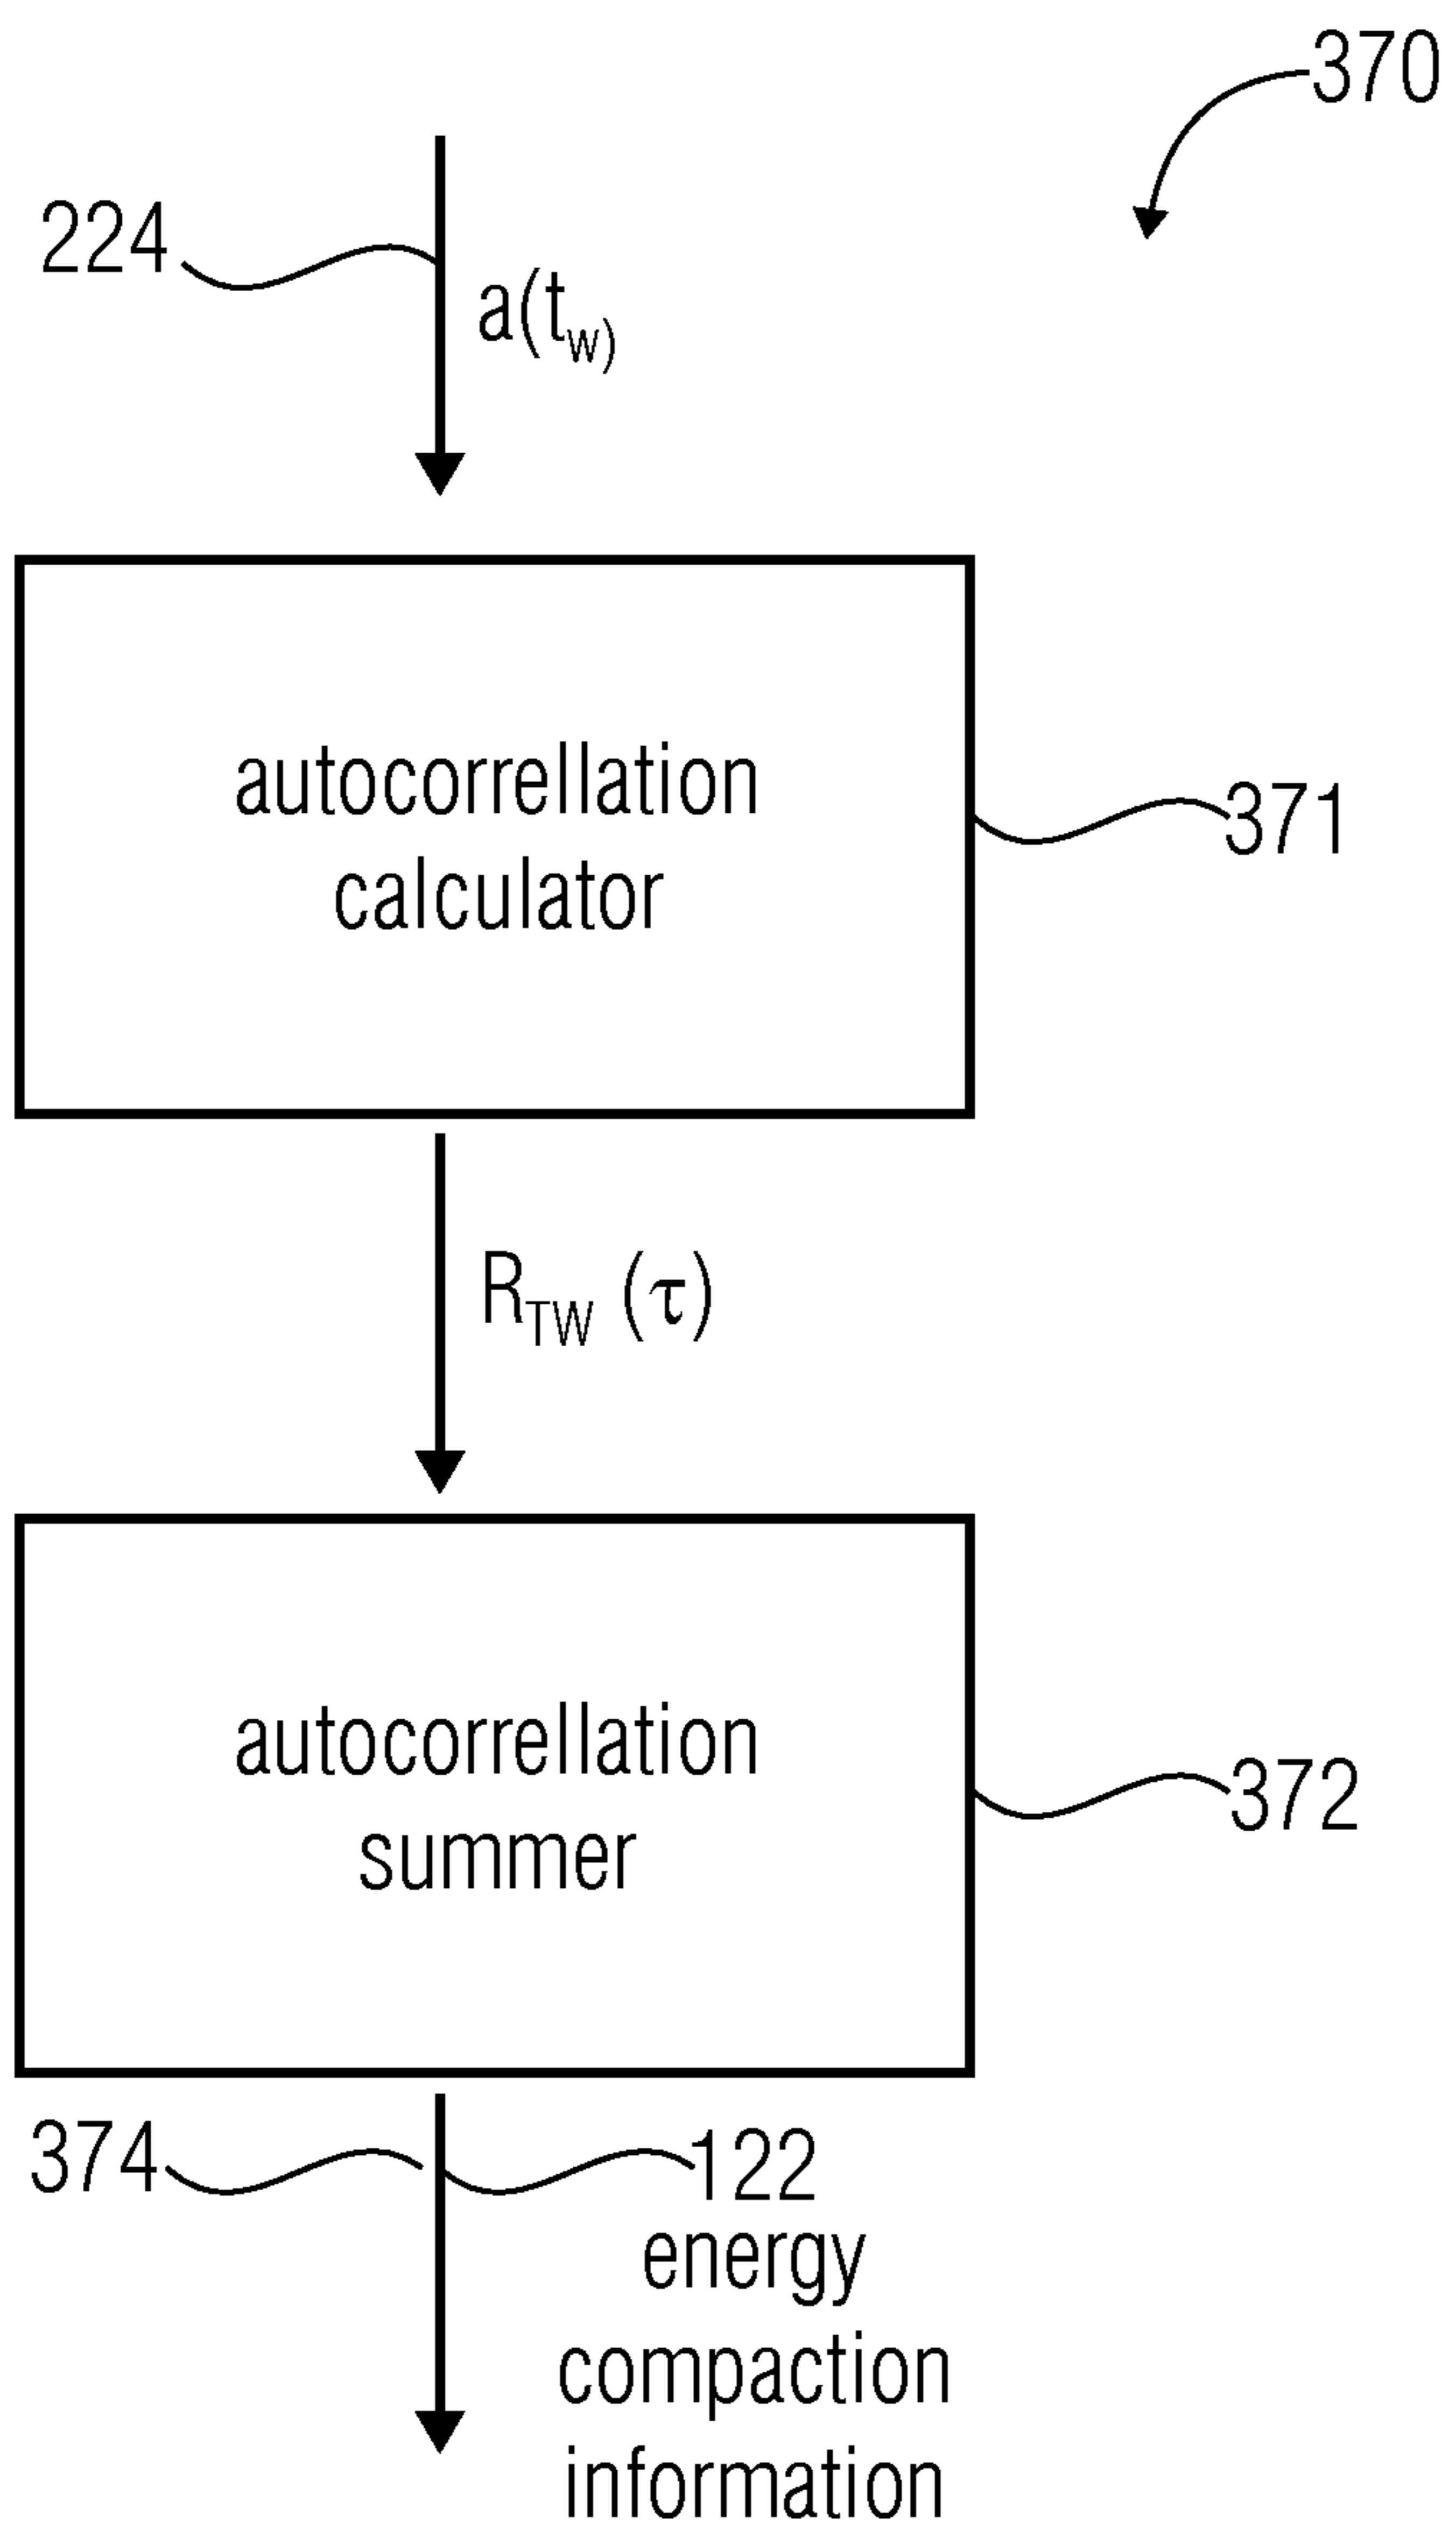 370
224
a(tw)
autocorrellation
calculator
371
RTW (τ)
autocorrellation
summer
372
374
122
energy
compaction
information